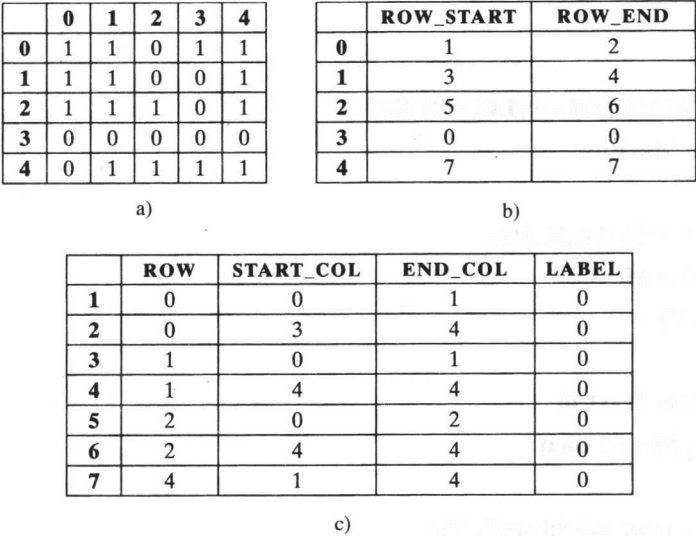 0 1 2 3 4
0 1 1 0 1 1
1 1 1 0 0 1
2 1 1 1 0 1
3 0 0 0 0 0
4 0 1 1 1 1
a)
ROW_START ROW_END
0 1 2
1 3 4
2 5 6
3 0 0
4 7 7
b)
ROW START_COL END_COL LABEL
1 0 0 1 0
2 0 3 4 0
3 1 0 1 0
4 1 4 4 0
5 2 0 2 0
6 2 4 4 0
7 4 1 4 0
c)